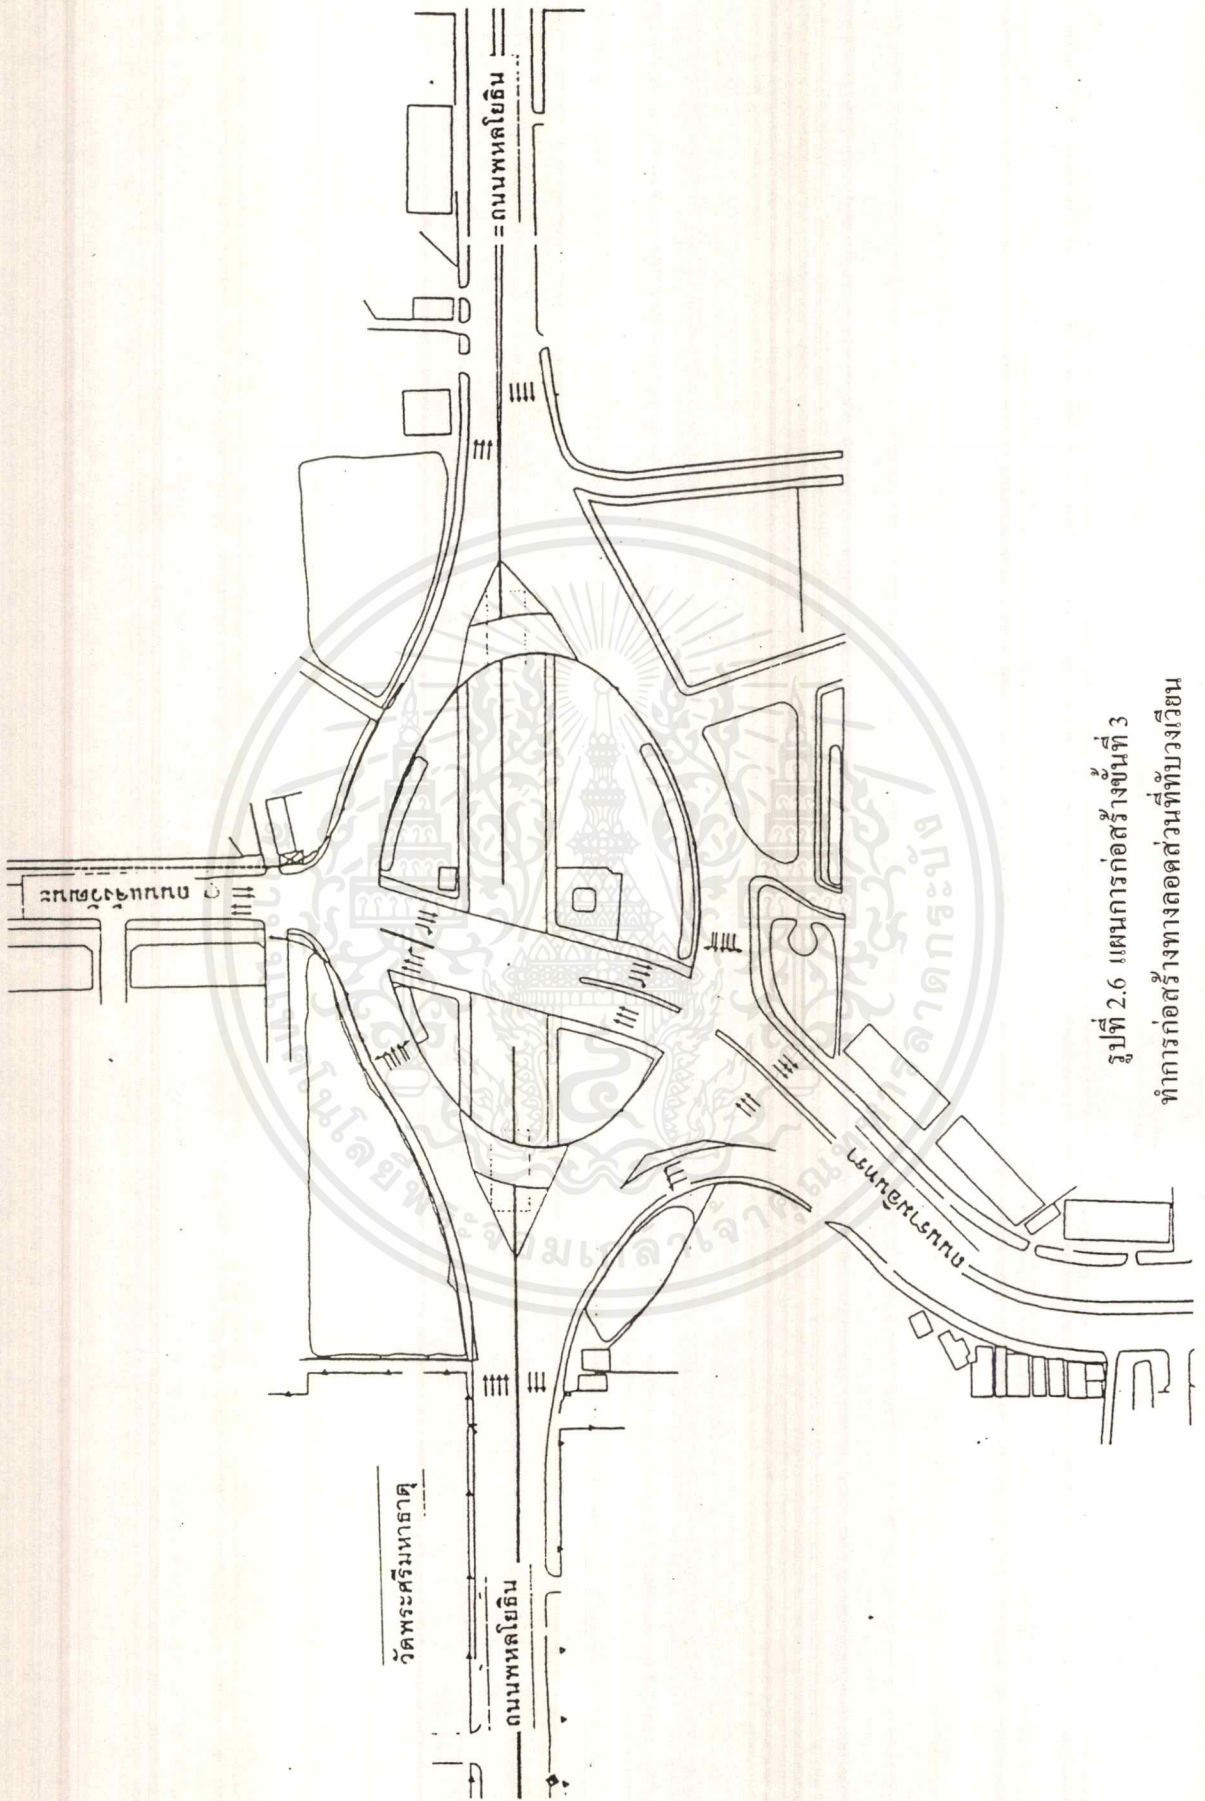 ถนนแจ้งวัฒนะ
ถนนพหลโยธิน
วัดพระศรีมหาธาตุ
ถนนพหลโยธิน
ถนนรามอินทรา
รูปที่ 2.6 แผนการก่อสร้างขั้นที่ 3
ทำการก่อสร้างทางลอดส่วนที่ทับวงเวียน